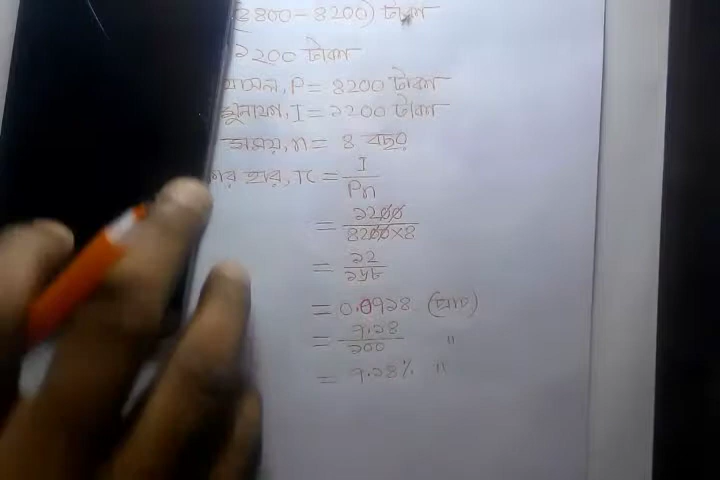 (৫৪০০-৪২০০) টাকা
১২০০ টাকা
আসল, P= ৪২০০ টাকা
মুনাফা, I= ১২০০ টাকা
সময়, n= ৪ বছর
হার, r = I
Pn
= ১২০০
৪২০০×৪
= ১২
১৬৮
= ০.০৭১৪ (প্রায়)
= ৭.১৪ "
১০০
= ৭.১৪% "